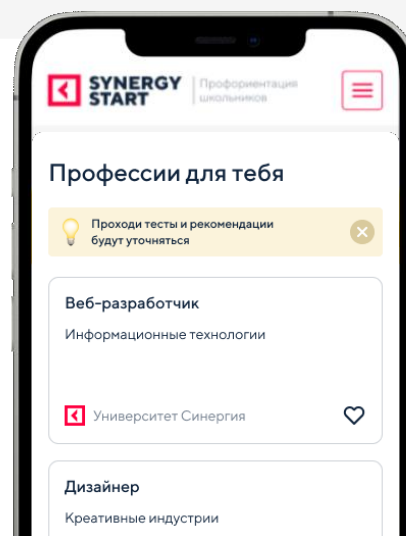 SYNERGY
START
Профориентация
школьников
Профессии для тебя
Проходи тесты и рекомендации
будут уточняться
Веб-разработчик
Информационные технологии
Университет Синергия
Дизайнер
Креативные индустрии